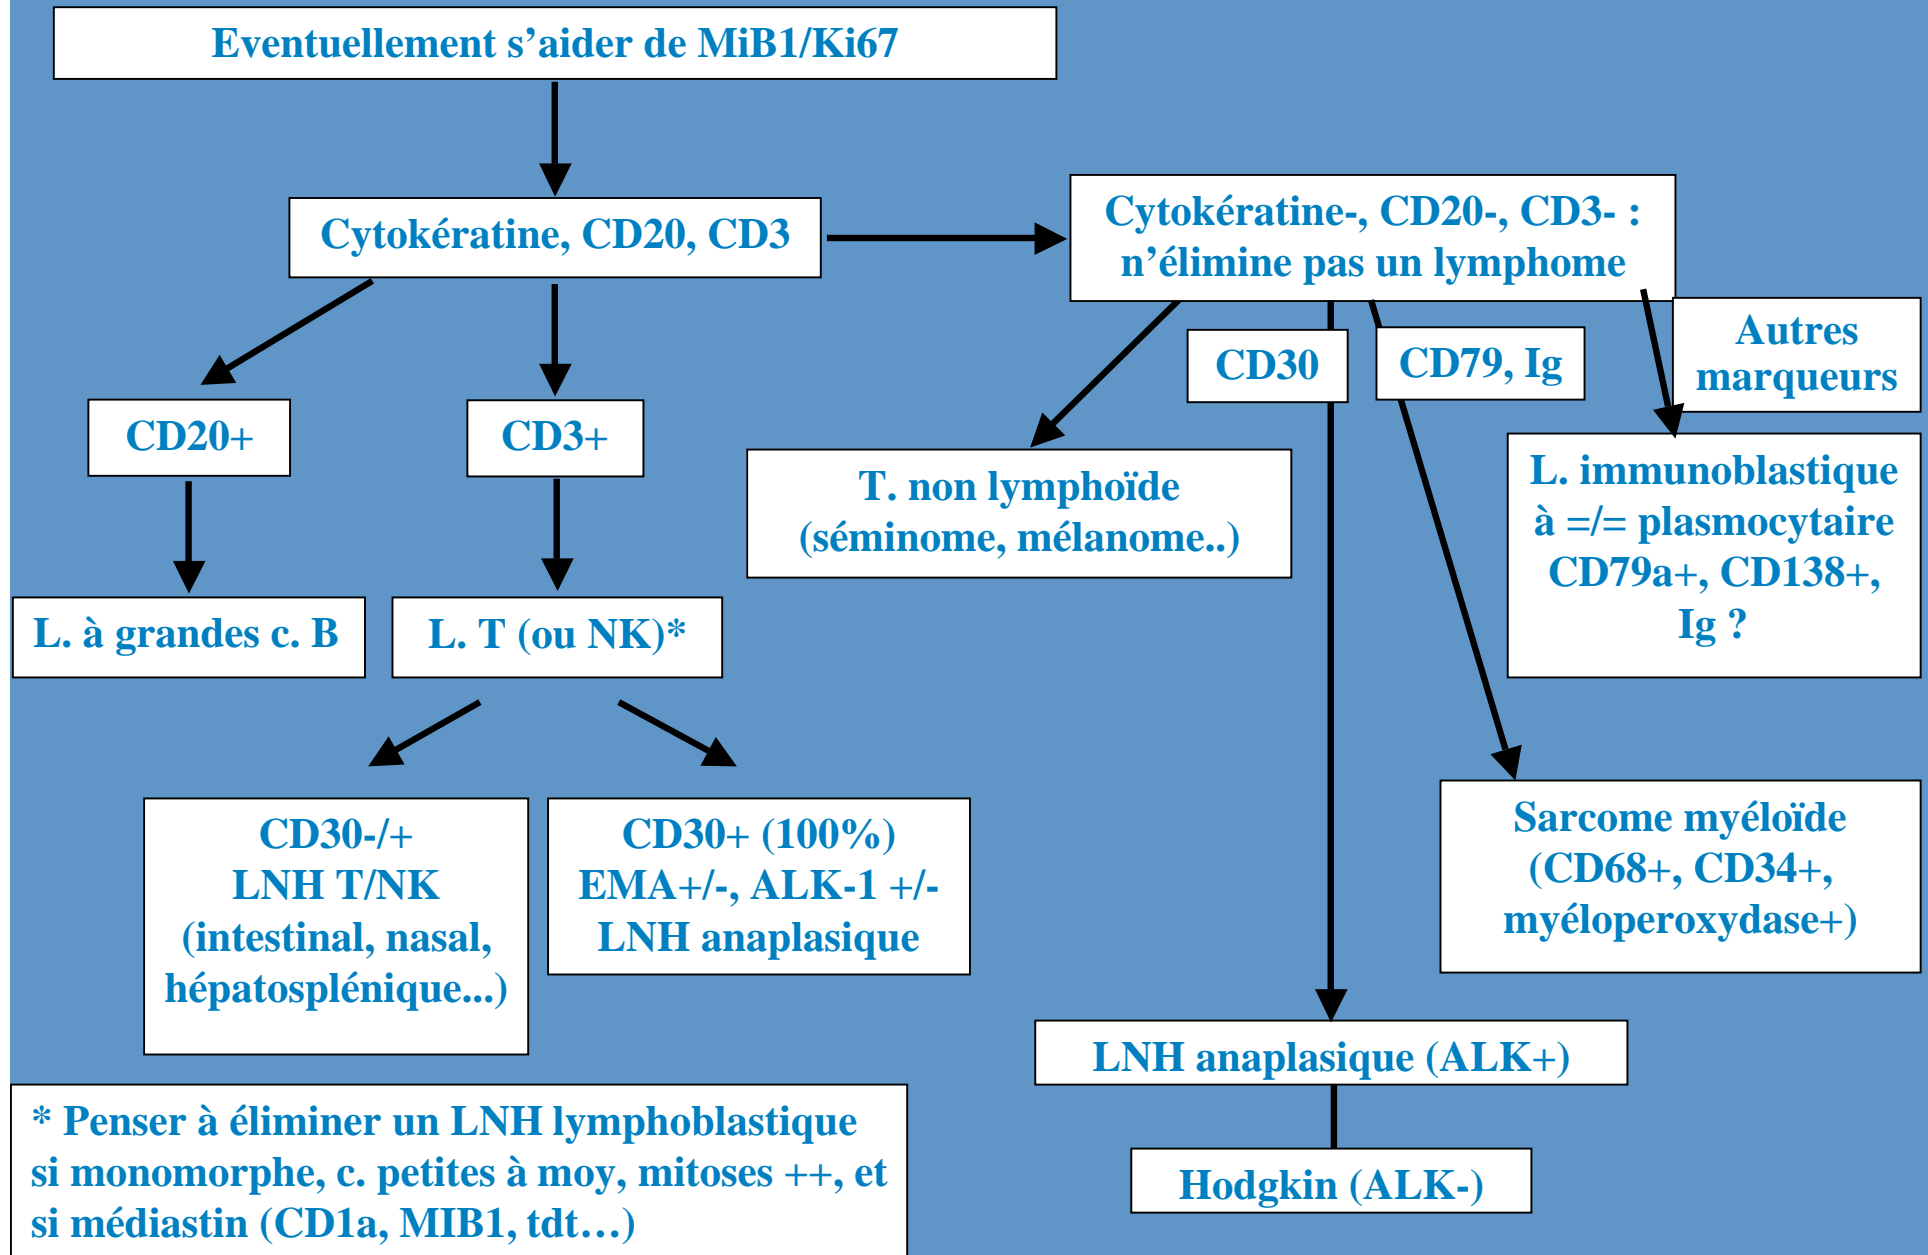 Eventuellement s’aider de MiB1/Ki67
Cytokératine, CD20, CD3
Cytokératine-, CD20-, CD3- :
n’élimine pas un lymphome
CD30
CD79, Ig
Autres
marqueurs
CD20+
CD3+
T. non lymphoïde
(séminome, mélanome..)
L. immunoblastique
à =/= plasmocytaire
CD79a+, CD138+,
Ig ?
L. à grandes c. B
L. T (ou NK)*
CD30-/+
LNH T/NK
(intestinal, nasal,
hépatosplénique...)
CD30+ (100%)
EMA+/-, ALK-1 +/-
LNH anaplasique
Sarcome myéloïde
(CD68+, CD34+,
myéloperoxydase+)
LNH anaplasique (ALK+)
Hodgkin (ALK-)
* Penser à éliminer un LNH lymphoblastique
si monomorphe, c. petites à moy, mitoses ++, et
si médiastin (CD1a, MIB1, tdt…)